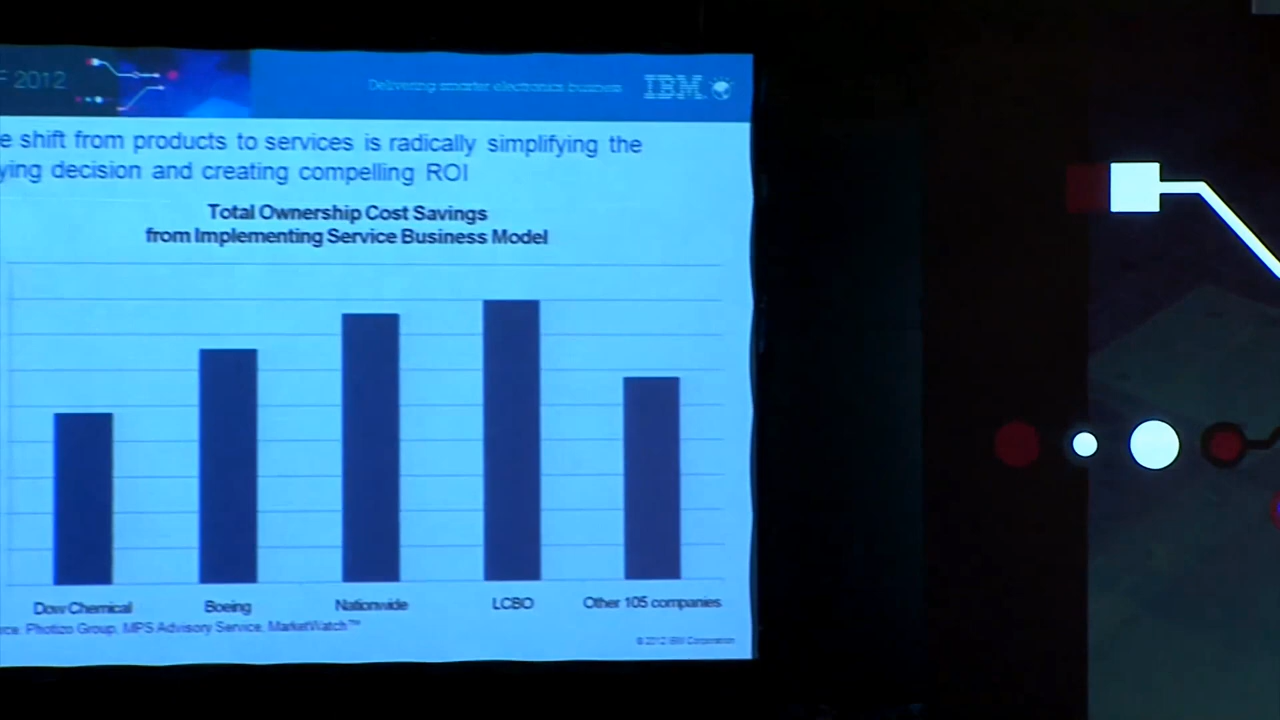 F 2012
Delivering smarter electronics business
IBM
e shift from products to services is radically simplifying the
ying decision and creating compelling ROI
Total Ownership Cost Savings
from Implementing Service Business Model
Dow Chemical
Boeing
Nationwide
LCBO
Other 105 companies
rce: Photizo Group, MPS Advisory Service, MarketWatch™
© 2012 IBM Corporation